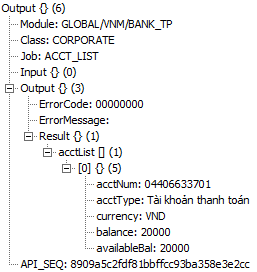 Output {} (6)
Module: GLOBAL/VNM/BANK_TP
Class: CORPORATE
Job: ACCT_LIST
Input {} (0)
Output {} (3)
ErrorCode: 00000000
ErrorMessage:
Result {} (1)
acctList [] (1)
[0] {} (5)
acctNum: 04406633701
acctType: Tài khoản thanh toán
currency: VND
balance: 20000
availableBal: 20000
API_SEQ: 8909a5c2fdf81bbffcc93ba358e3e2cc